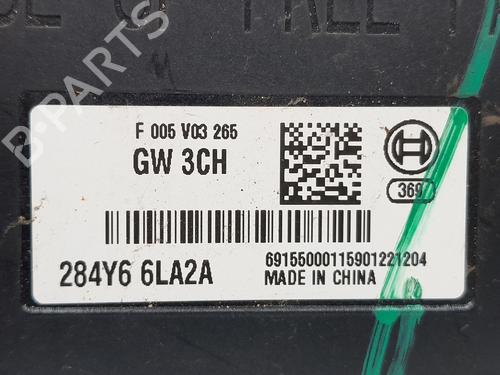 F 005 V03 265
GW 3CH
369
284Y6 6LA2A
69155000115901221204
MADE IN CHINA
B-PARTS